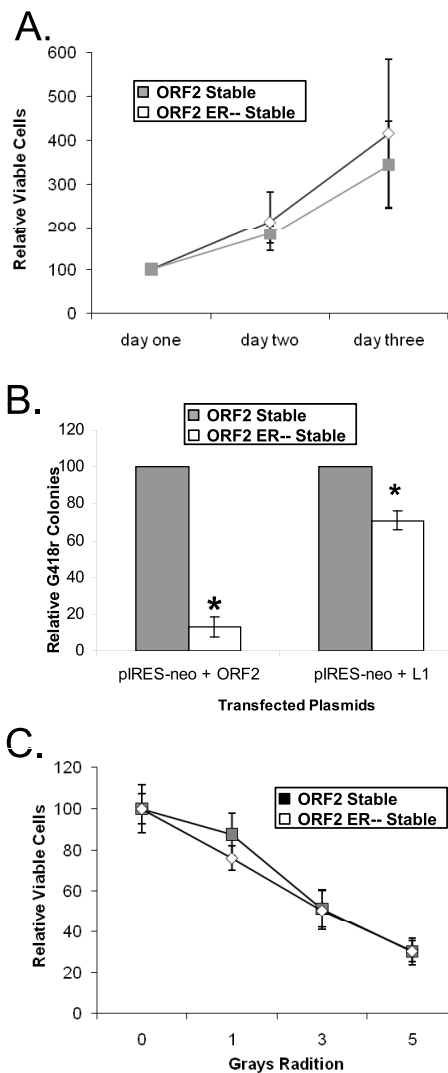 A.
600
500
400
300
200
100
0
Relative Viable Cells
ORF2 Stable
ORF2 ER-- Stable
day one
day two
day three
B.
ORF2 Stable
ORF2 ER-- Stable
120
100
80
60
40
20
0
Relative G418r Colonies
*
*
pIRES-neo + ORF2
pIRES-neo + L1
Transfected Plasmids
C.
120
100
80
60
40
20
0
Relative Viable Cells
ORF2 Stable
ORF2 ER-- Stable
0
1
3
5
Grays Radition